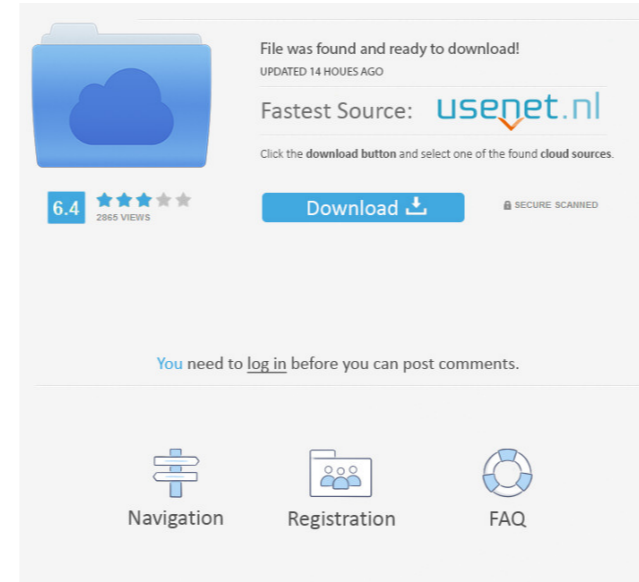 File was found and ready to download!
UPDATED 14 HOUES AGO
Fastest Source: usenet.nl
Click the download button and select one of the found cloud sources.
6.4
2865 VIEWS
Download
SECURE SCANNED
You need to log in before you can post comments.
Navigation
Registration
FAQ